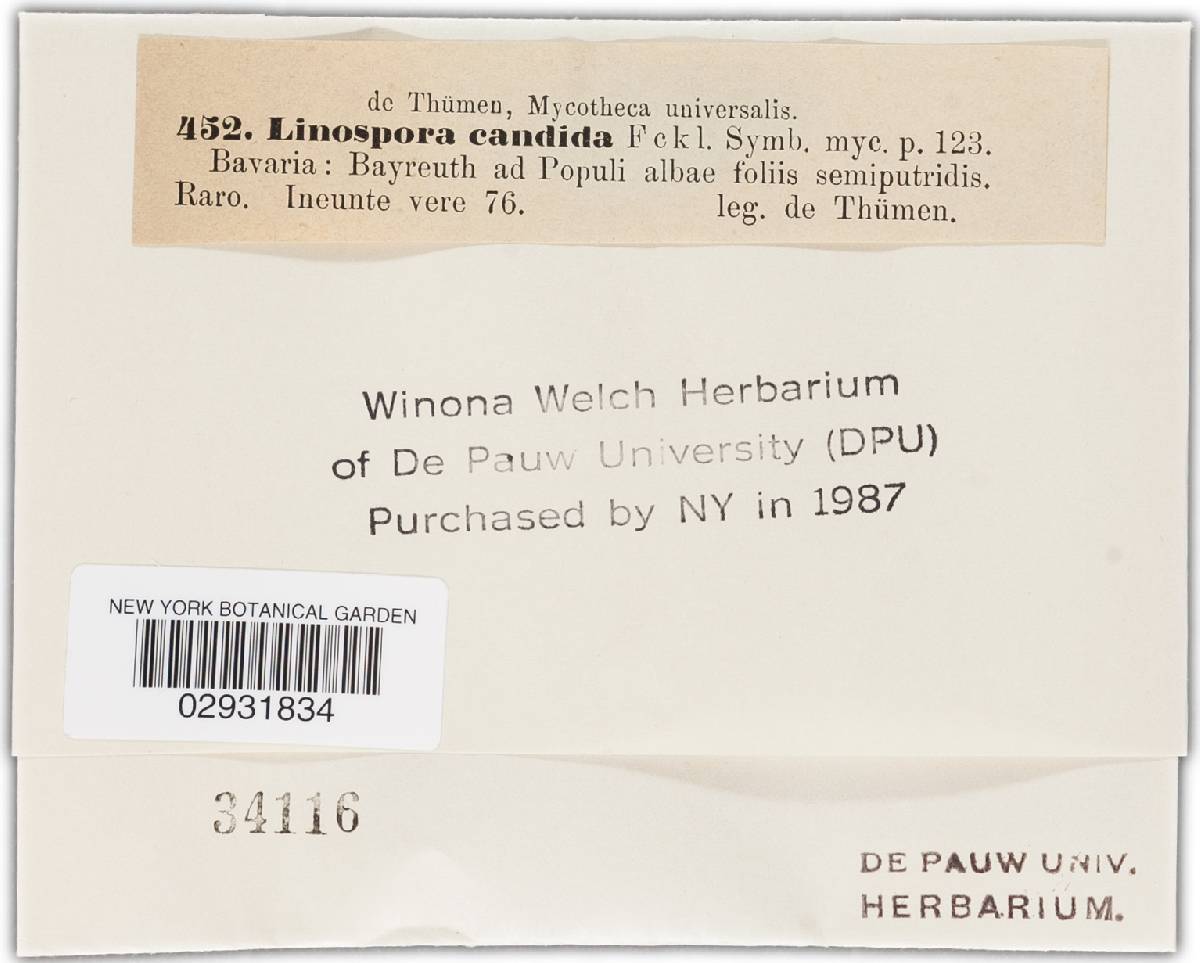 de Thümen, Mycotheca universalis.
452. Linospora candida Fckl. Symb. myc. p. 123.
Bavaria: Bayreuth ad Populi albae foliis semiputridis.
Raro. Ineunte vere 76. leg. de Thümen.
Winona Welch Herbarium
of De Pauw University (DPU)
Purchased by NY in 1987
NEW YORK BOTANICAL GARDEN
02931834
34116
DE PAUW UNIV.
HERBARIUM.